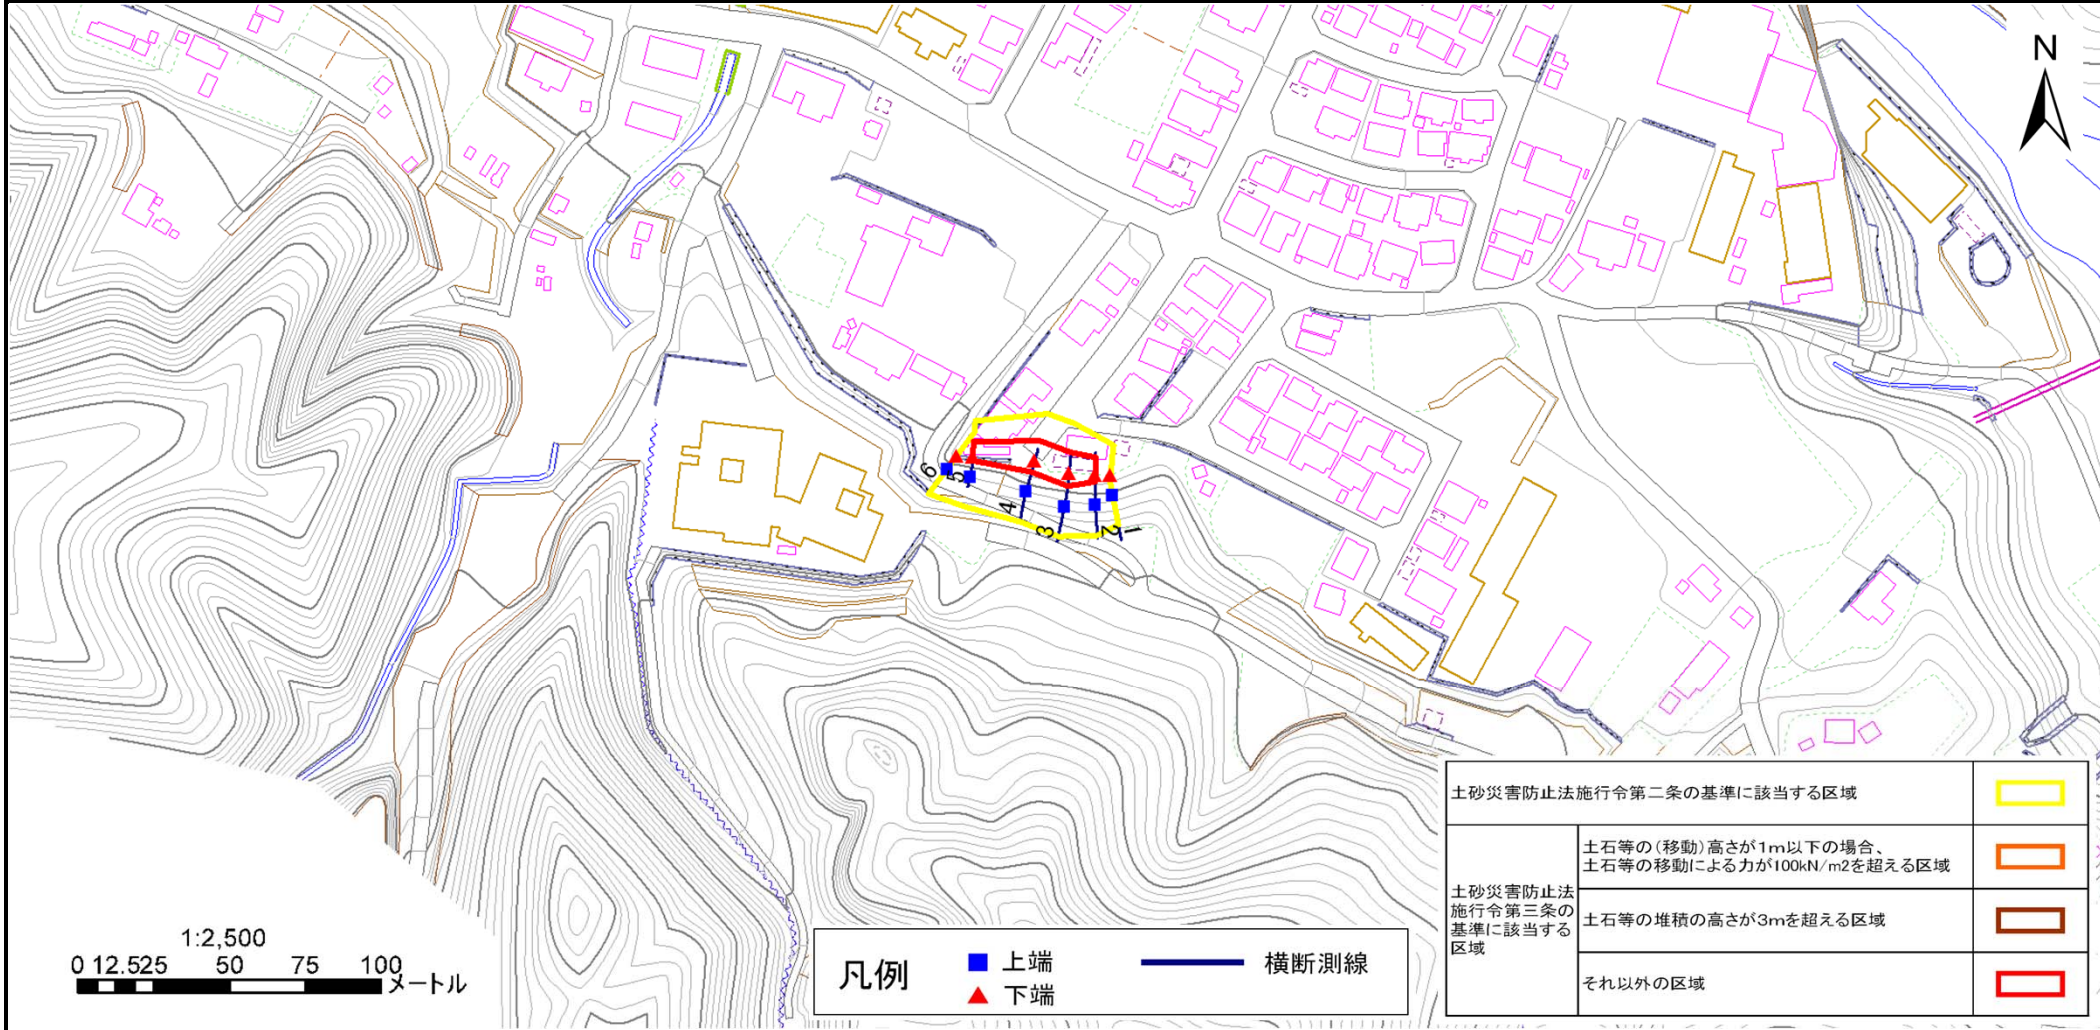 N
6
5
4
3
2
1
土砂災害防止法施行令第二条の基準に該当する区域
土砂災害防止法
施行令第三条の
基準に該当する
区域
土石等の(移動)高さが1m以下の場合、
土石等の移動による力が100kN/m2を超える区域
土石等の堆積の高さが3mを超える区域
それ以外の区域
1:2,500
0 12.525 50 75 100
メートル
凡例
上端
下端
横断測線